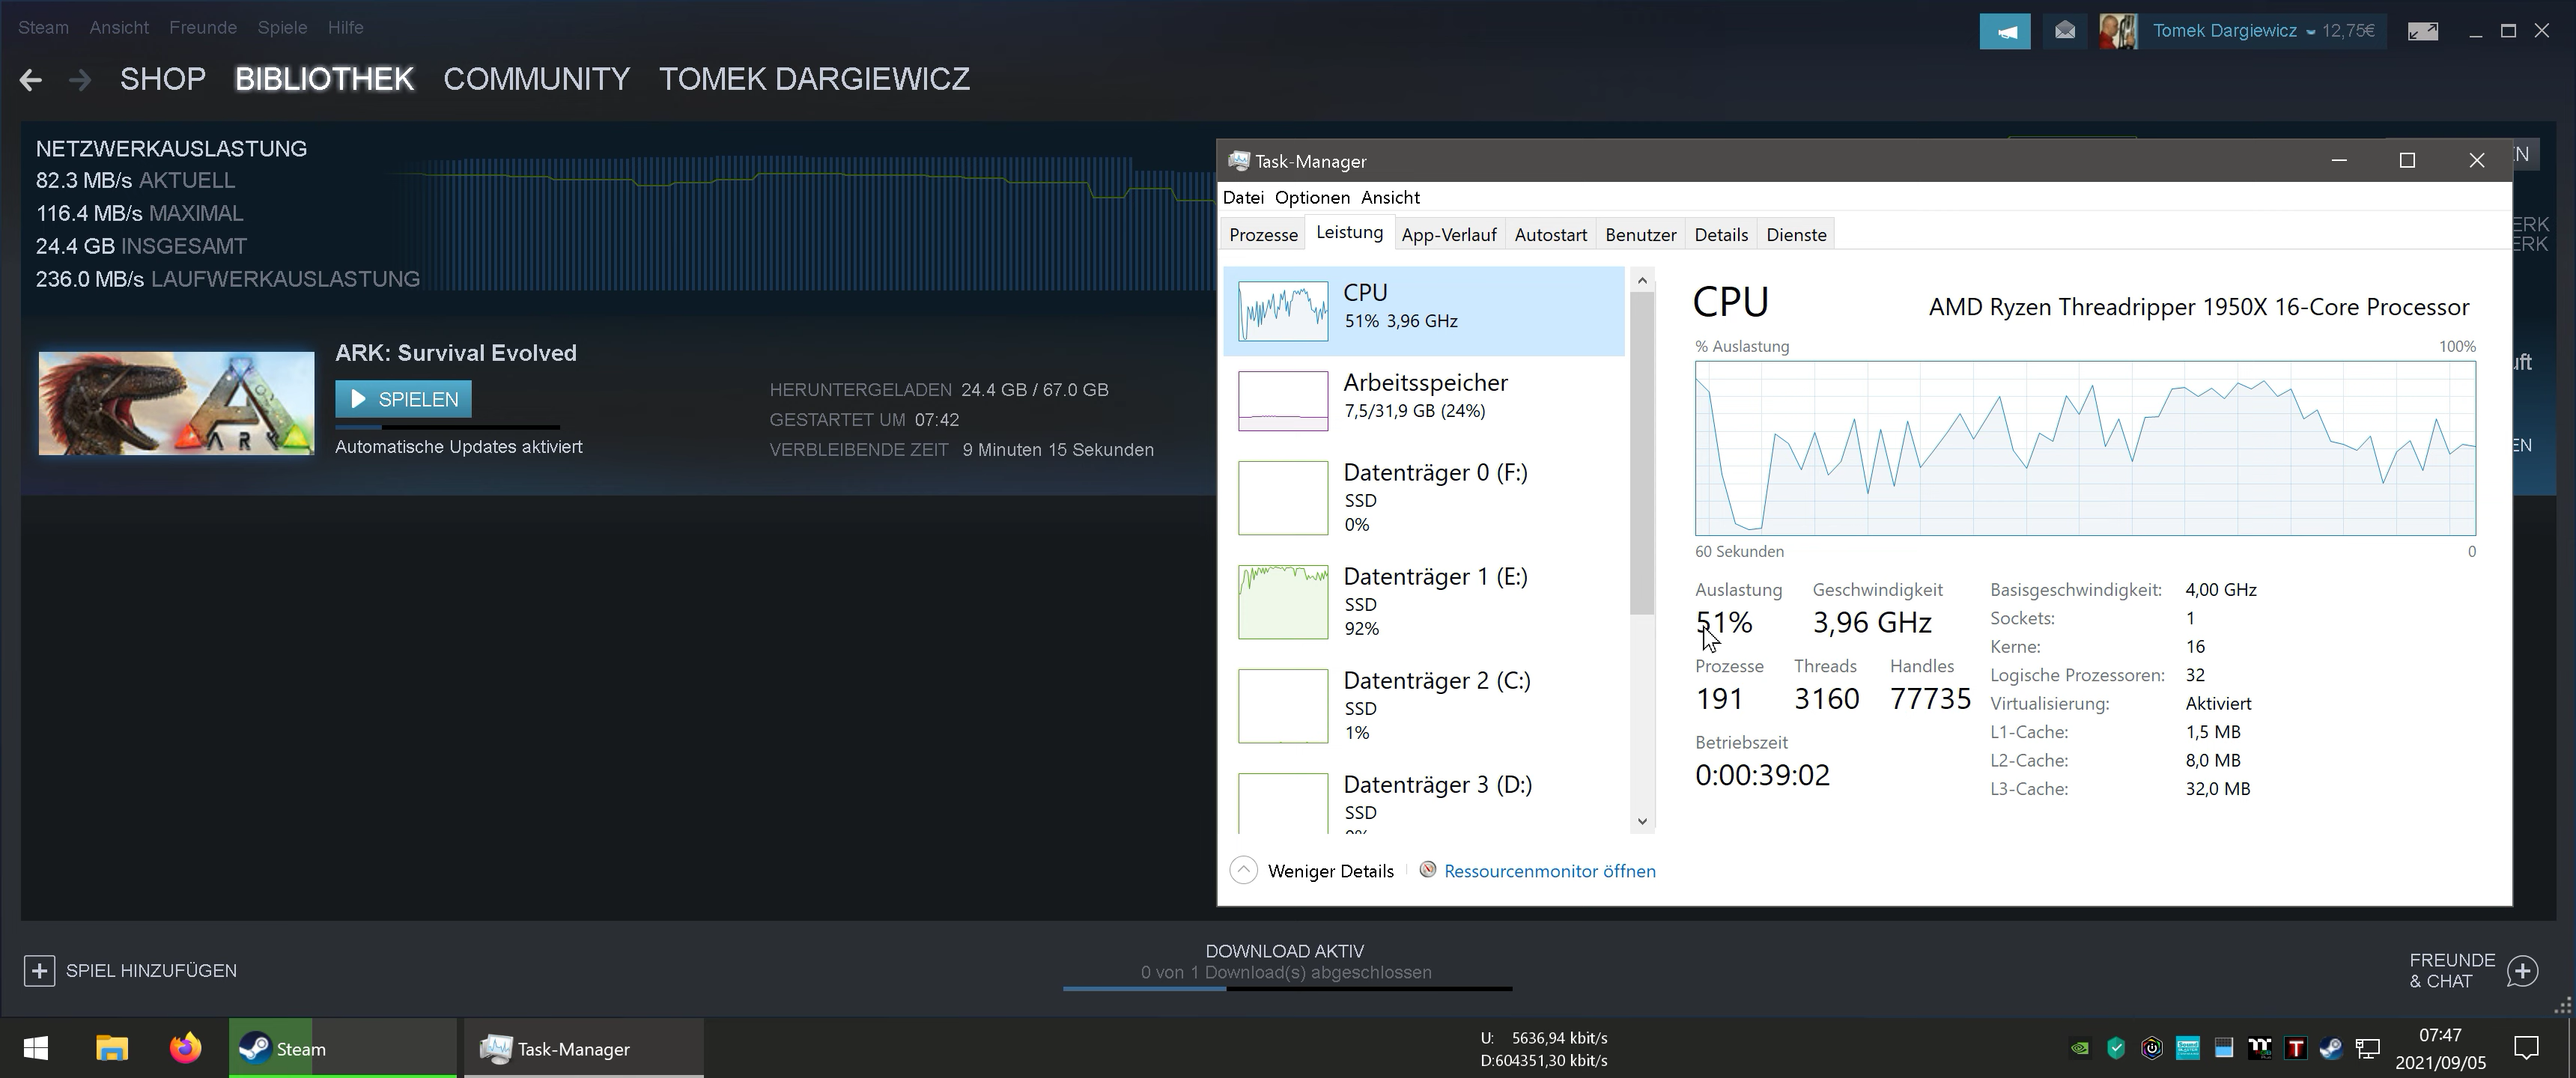 Steam Ansicht Freunde Spiele Hilfe
Tomek Dargiewicz 12,75€
SHOP BIBLIOTHEK COMMUNITY TOMEK DARGIEWICZ
NETZWERKAUSLASTUNG
82.3 MB/s AKTUELL
116.4 MB/s MAXIMAL
24.4 GB INSGESAMT
236.0 MB/s LAUFWERKAUSLASTUNG
ARK: Survival Evolved
SPIELEN
Automatische Updates aktiviert
ARK
HERUNTERGELADEN 24.4 GB / 67.0 GB
GESTARTET UM 07:42
VERBLEIBENDE ZEIT 9 Minuten 15 Sekunden
Task-Manager
Datei Optionen Ansicht
Prozesse Leistung App-Verlauf Autostart Benutzer Details Dienste
CPU
51% 3,96 GHz
Arbeitsspeicher
7,5/31,9 GB (24%)
Datenträger 0 (F:)
SSD
0%
Datenträger 1 (E:)
SSD
92%
Datenträger 2 (C:)
SSD
1%
Datenträger 3 (D:)
SSD
CPU AMD Ryzen Threadripper 1950X 16-Core Processor
% Auslastung 100%
60 Sekunden 0
Auslastung Geschwindigkeit
51% 3,96 GHz
Prozesse Threads Handles
191 3160 77735
Betriebszeit
0:00:39:02
Basisgeschwindigkeit: 4,00 GHz
Sockets: 1
Kerne: 16
Logische Prozessoren: 32
Virtualisierung: Aktiviert
L1-Cache: 1,5 MB
L2-Cache: 8,0 MB
L3-Cache: 32,0 MB
Weniger Details Ressourcenmonitor öffnen
SPIEL HINZUFÜGEN
DOWNLOAD AKTIV
0 von 1 Download(s) abgeschlossen
FREUNDE
& CHAT
Steam Task-Manager
U: 5636,94 kbit/s
D:604351,30 kbit/s
07:47
2021/09/05